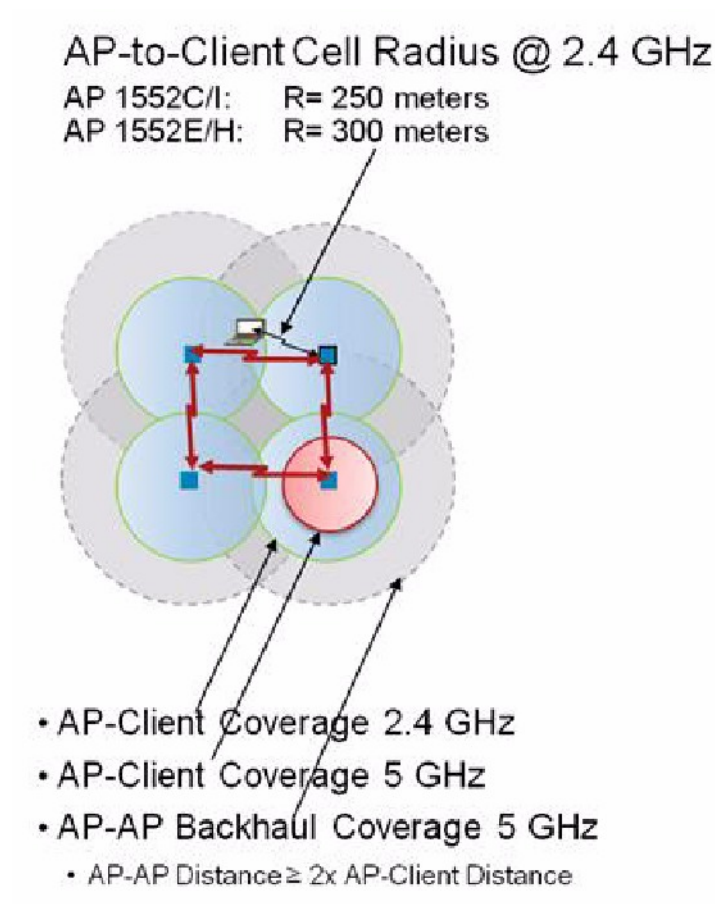 AP-to-Client Cell Radius @ 2.4 GHz
AP 1552C/I: R= 250 meters
AP 1552E/H: R= 300 meters
• AP-Client Coverage 2.4 GHz
• AP-Client Coverage 5 GHz
• AP-AP Backhaul Coverage 5 GHz
• AP-AP Distance ≥ 2x AP-Client Distance